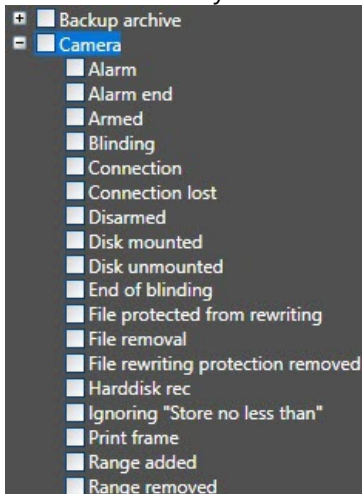 Backup archive
Camera
Alarm
Alarm end
Armed
Blinding
Connection
Connection lost
Disarmed
Disk mounted
Disk unmounted
End of blinding
File protected from rewriting
File removal
File rewriting protection removed
Harddisk rec
Ignoring "Store no less than"
Print frame
Range added
Range removed